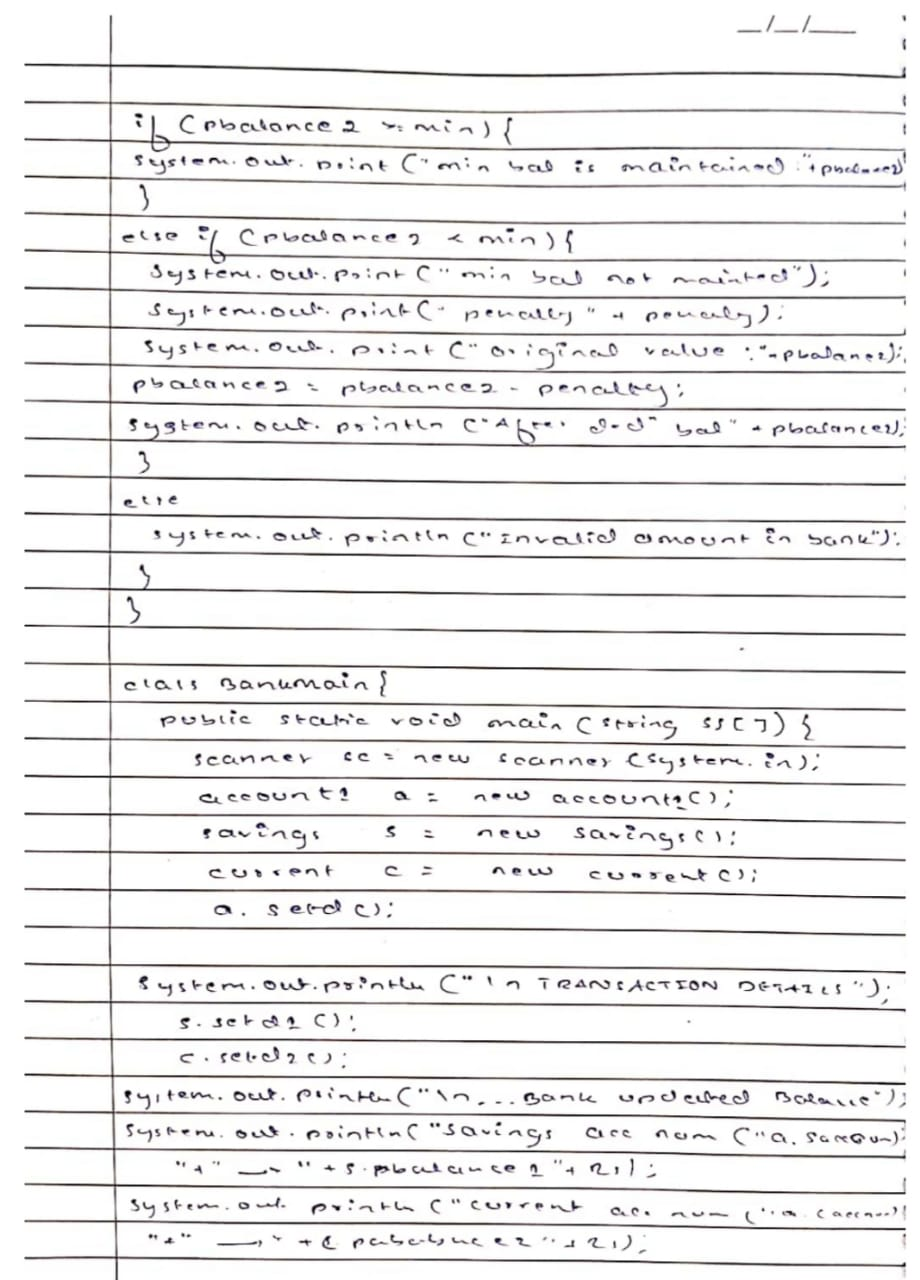 _/_/__
if (pbalance2 >= min) {
system.out.print ("min bal is maintained :"+pbalance2)
}
else if (pbalance2 < min) {
system.out.print (" min bal not mainted");
system.out.print (" penalty " + penalty);
system.out.print (" original value :"+pbalance2);
pbalance2 = pbalance2 - penalty;
system.out.println ("After ded" bal" + pbalance2);
}
else
system.out.println ("Invalid amount in bank");
}
}
class BankMain {
public static void main (string ss[]) {
scanner sc = new scanner (system.in);
account1 a = new account1();
savings s = new savings();
current c = new current();
a. setd ();
system.out.println (" \n TRANSACTION DETAILS ");
s.setd1 ();
c.setd2();
system.out.println ("\n... Bank updated Balance");
system.out.println("savings acc num ("a.
"+" → " + s.pbalance1 "+
system.out println ("current acc num ("a.
"+" → " +